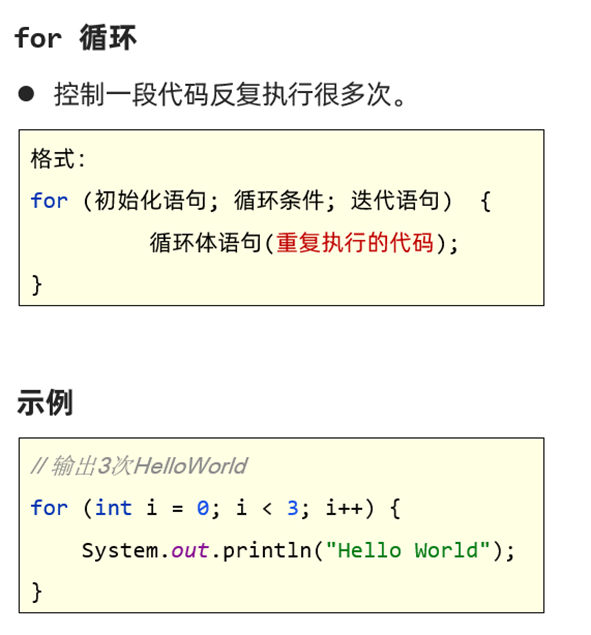 for 循环
● 控制一段代码反复执行很多次。
格式：
for (初始化语句; 循环条件; 迭代语句) {
循环体语句(重复执行的代码);
}
示例
// 输出3次HelloWorld
for (int i = 0; i < 3; i++) {
System.out.println("Hello World");
}